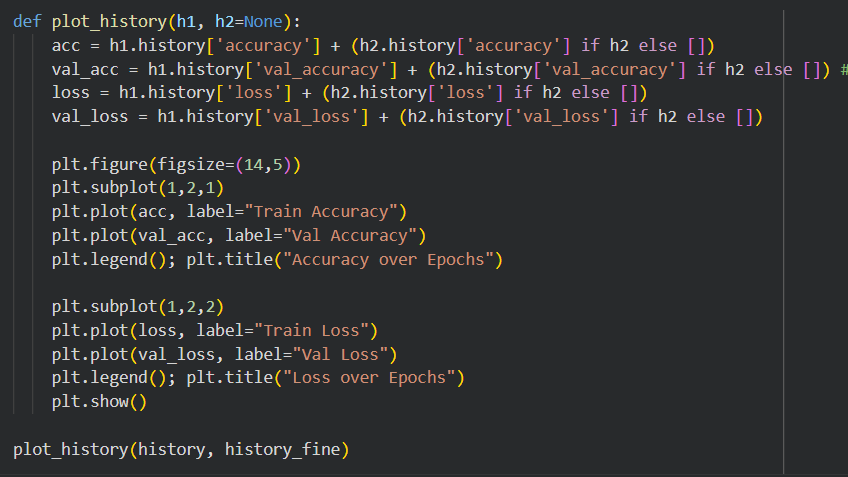 def plot_history(h1, h2=None):
    acc = h1.history['accuracy'] + (h2.history['accuracy'] if h2 else [])
    val_acc = h1.history['val_accuracy'] + (h2.history['val_accuracy'] if h2 else []) #
    loss = h1.history['loss'] + (h2.history['loss'] if h2 else [])
    val_loss = h1.history['val_loss'] + (h2.history['val_loss'] if h2 else [])

    plt.figure(figsize=(14,5))
    plt.subplot(1,2,1)
    plt.plot(acc, label="Train Accuracy")
    plt.plot(val_acc, label="Val Accuracy")
    plt.legend(); plt.title("Accuracy over Epochs")

    plt.subplot(1,2,2)
    plt.plot(loss, label="Train Loss")
    plt.plot(val_loss, label="Val Loss")
    plt.legend(); plt.title("Loss over Epochs")
    plt.show()

plot_history(history, history_fine)